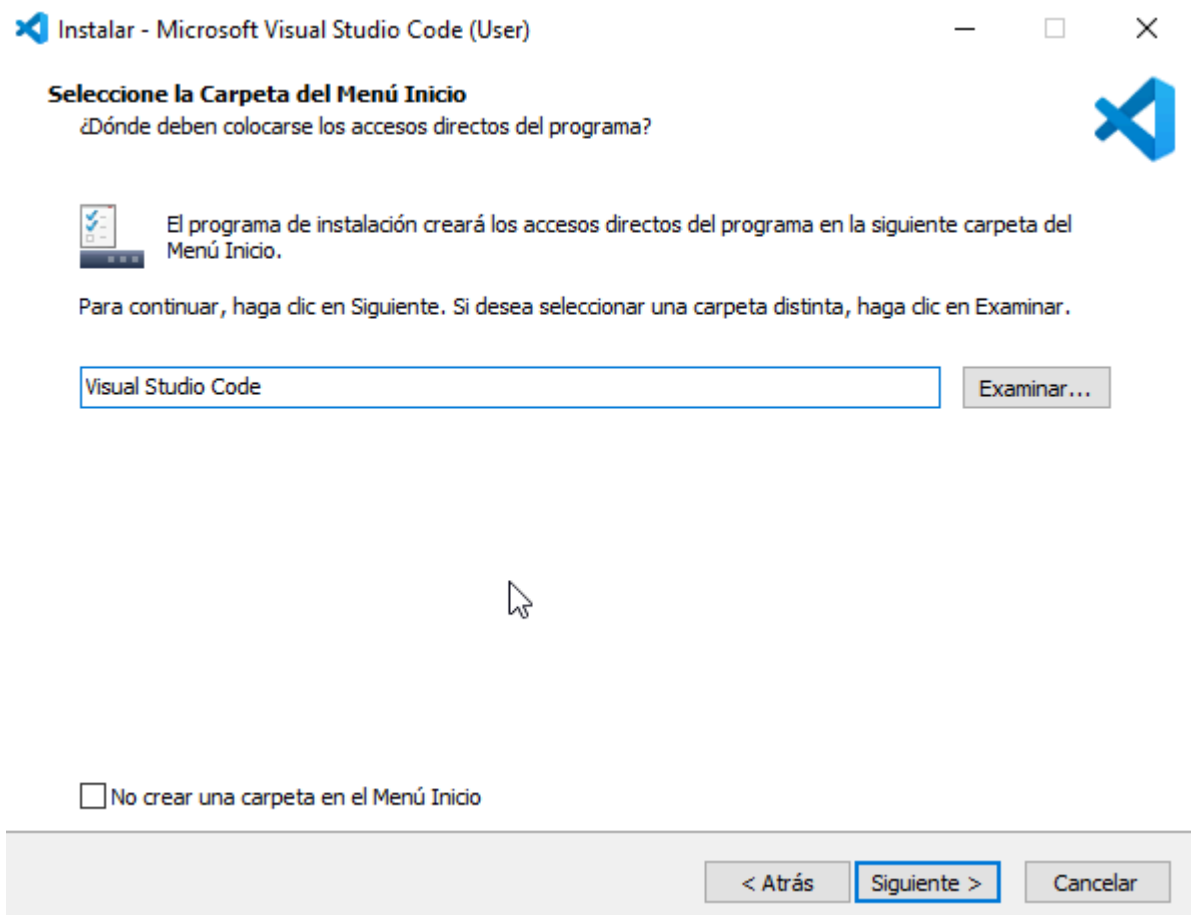 Instalar - Microsoft Visual Studio Code (User)
Seleccione la Carpeta del Menú Inicio
¿Dónde deben colocarse los accesos directos del programa?
El programa de instalación creará los accesos directos del programa en la siguiente carpeta del
Menú Inicio.
Para continuar, haga clic en Siguiente. Si desea seleccionar una carpeta distinta, haga clic en Examinar.
Visual Studio Code
Examinar...
No crear una carpeta en el Menú Inicio
< Atrás
Siguiente >
Cancelar